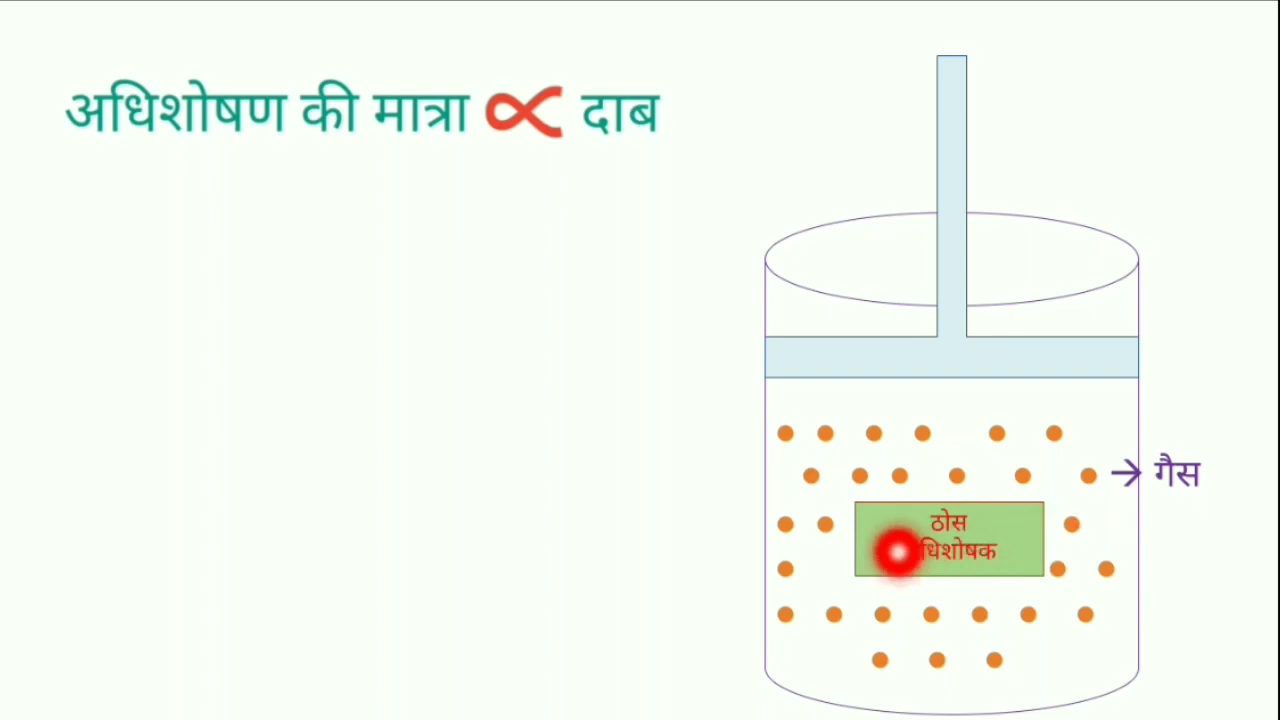 अधिशोषण की मात्रा ∝ दाब
→ गैस
ठोस